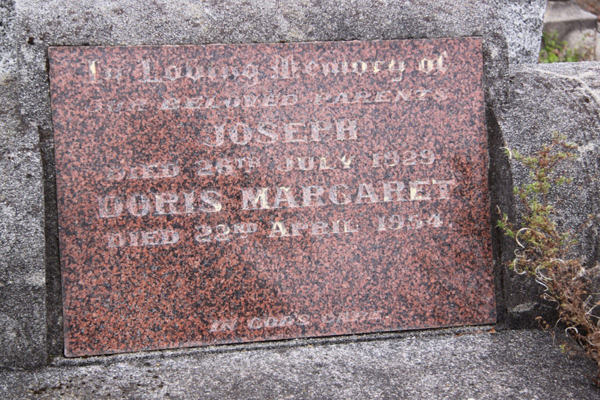 In Loving Memory of
OUR BELOVED PARENTS
JOSEPH
DIED 26TH JULY 1929
DORIS MARGARET
DIED 22ND APRIL 1954.
IN GOD'S CARE.